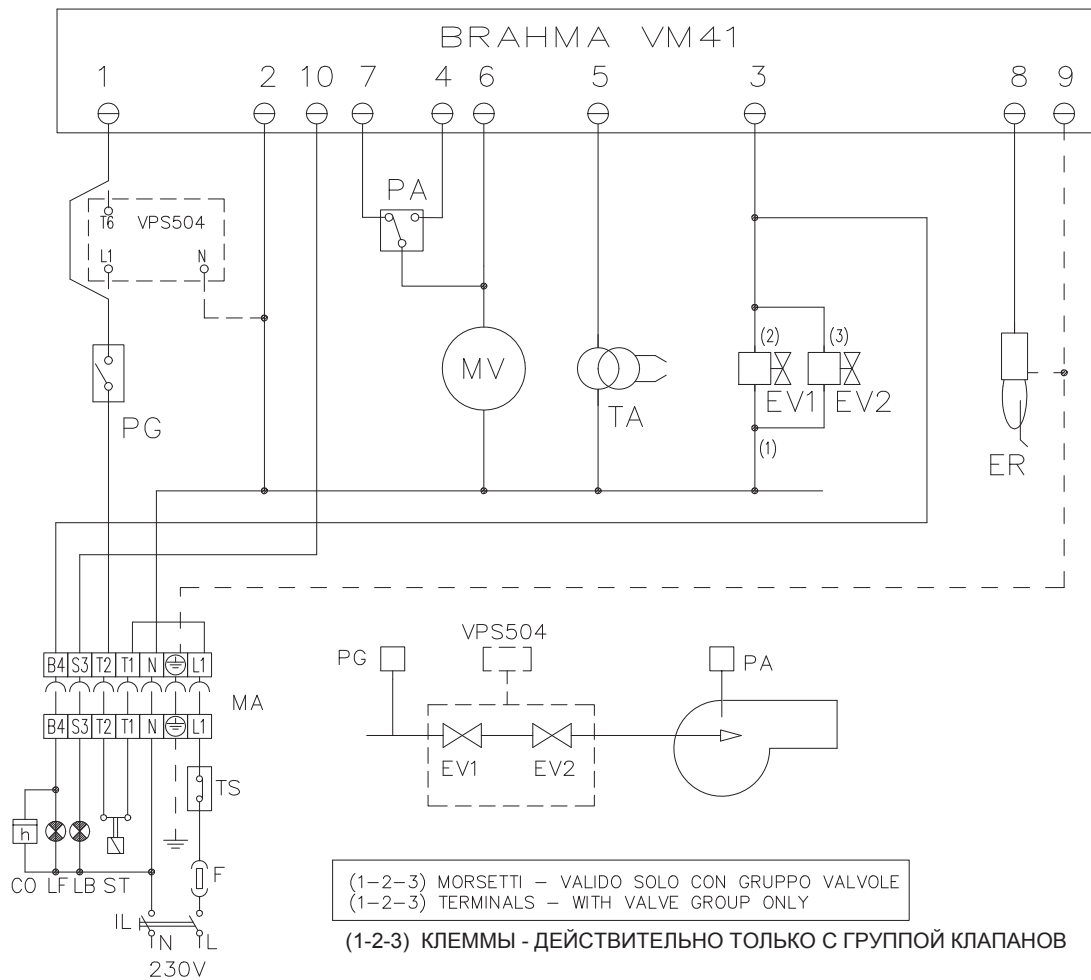 BRAHMA VM41
1 2 10 7 4 6 5 3 8 9
PA
T6 VPS504
L1 N
(2) (3)
MV
EV1 EV2
TA
PG
(1)
ER
VPS504
PG PA
B4 S3 T2 T1 N L1
MA
B4 S3 T2 T1 N L1
EV1 EV2
TS
h
F
CO LF LB ST
IL
N L
230V
(1-2-3) MORSETTI - VALIDO SOLO CON GRUPPO VALVOLE
(1-2-3) TERMINALS - WITH VALVE GROUP ONLY
(1-2-3) КЛЕММЫ - ДЕЙСТВИТЕЛЬНО ТОЛЬКО С ГРУППОЙ КЛАПАНОВ